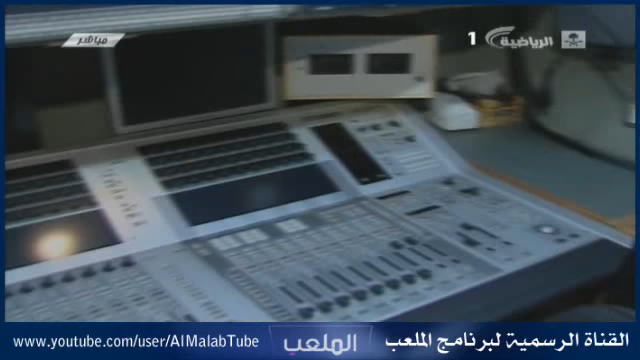 مباشر
الرياضية 1
www.youtube.com/user/AlMalabTube
الملعب
القناة الرسمية لبرنامج الملعب